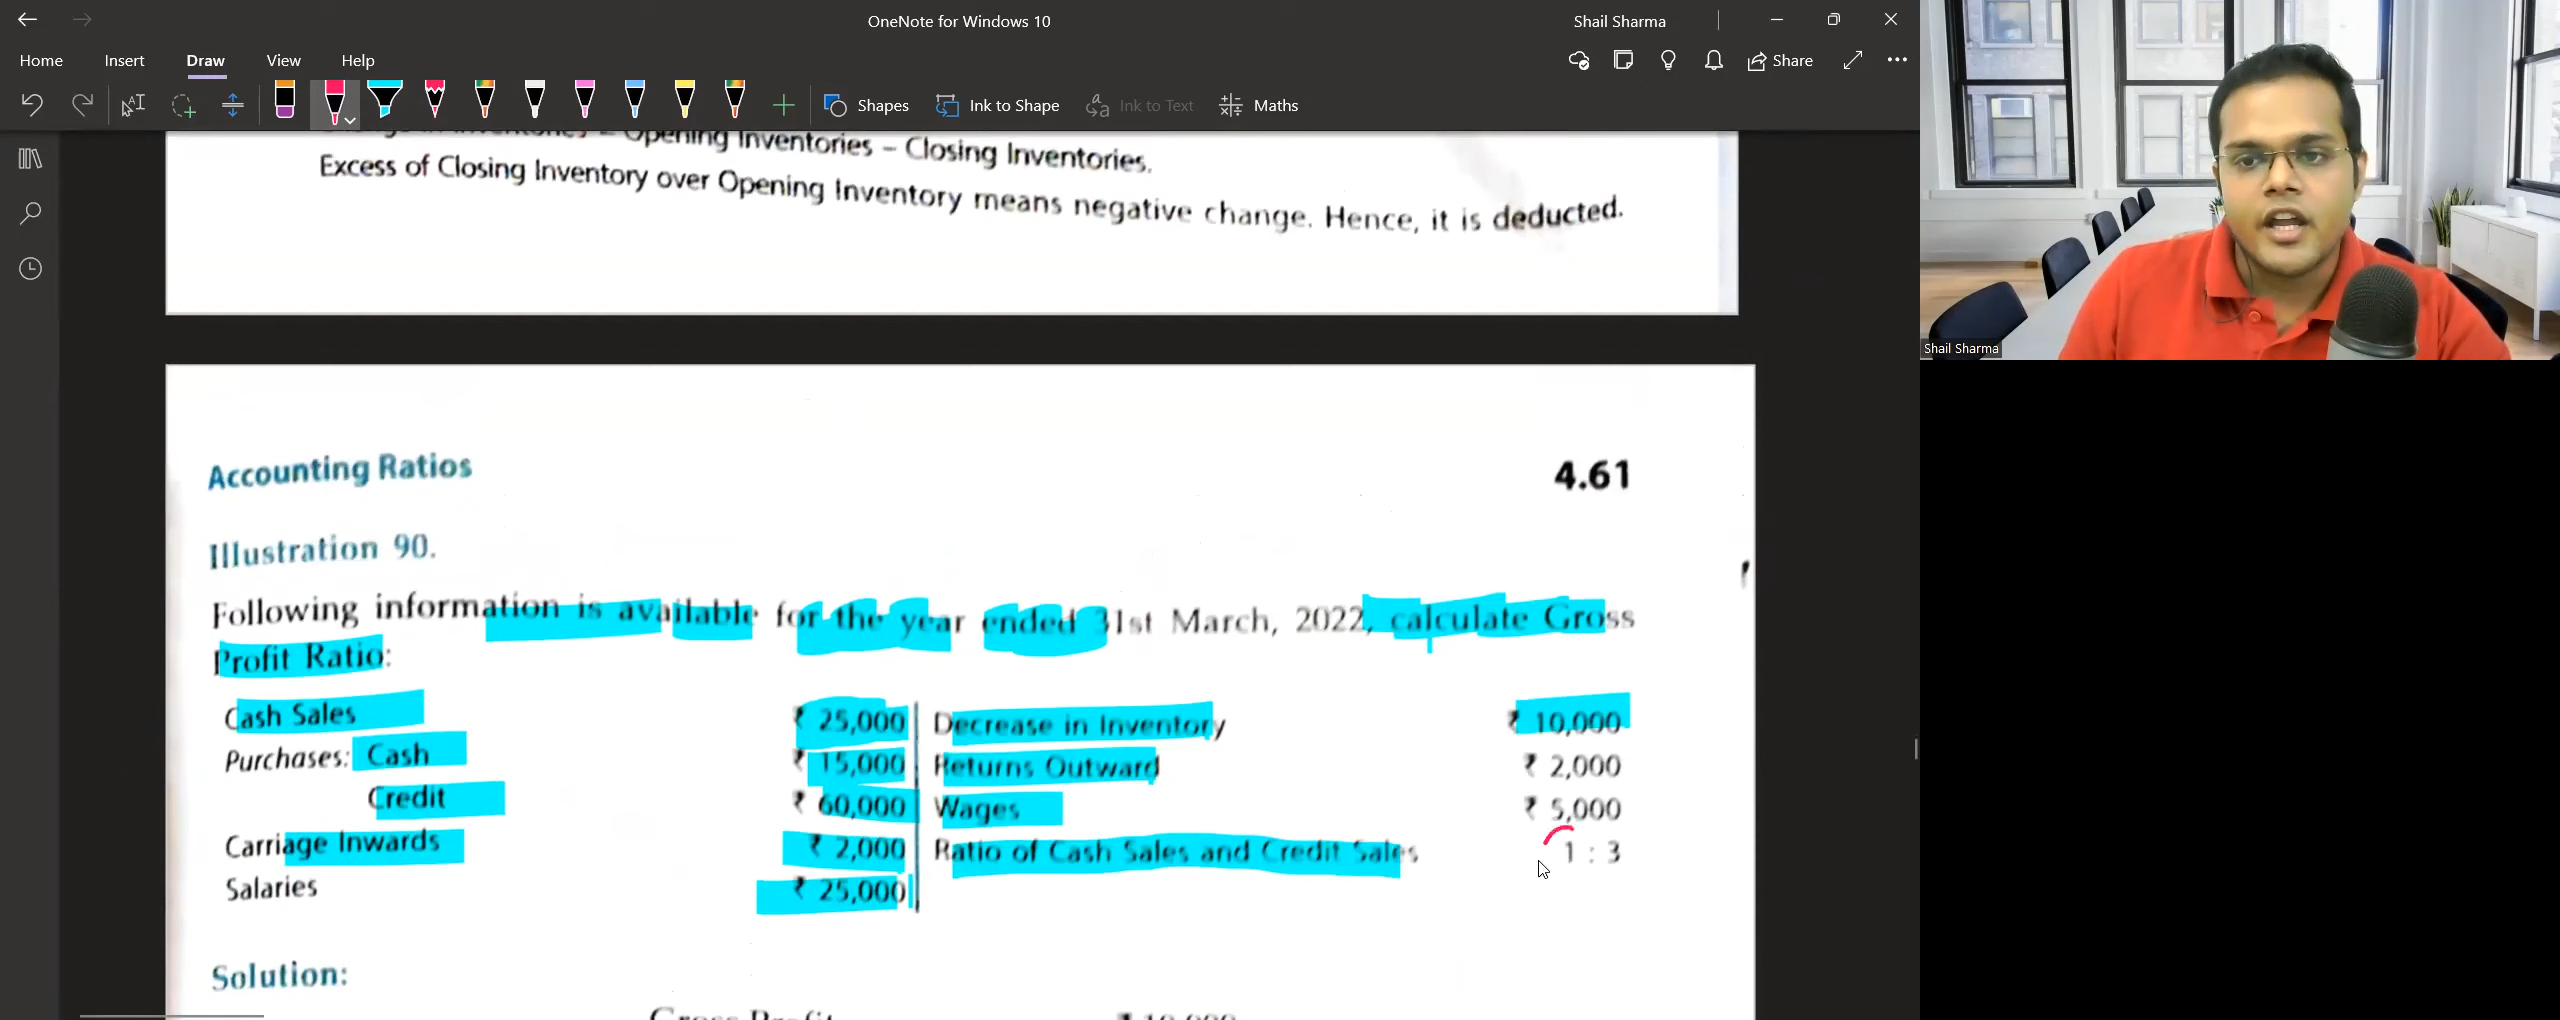 OneNote for Windows 10
Shail Sharma
Home Insert Draw View Help
Share
Shapes Ink to Shape Ink to Text Maths
Opening Inventories – Closing Inventories.
Excess of Closing Inventory over Opening Inventory means negative change. Hence, it is deducted.
Shail Sharma
Accounting Ratios 4.61
Illustration 90.
Following information is available for the year ended 31st March, 2022, calculate Gross
Profit Ratio:
Cash Sales ₹ 25,000 Decrease in Inventory ₹ 10,000
Purchases: Cash ₹ 15,000 Returns Outward ₹ 2,000
Credit ₹ 60,000 Wages ₹ 5,000
Carriage Inwards ₹ 2,000 Ratio of Cash Sales and Credit Sales 1 : 3
Salaries ₹ 25,000
Solution:
Gross Profit ₹ 10,000